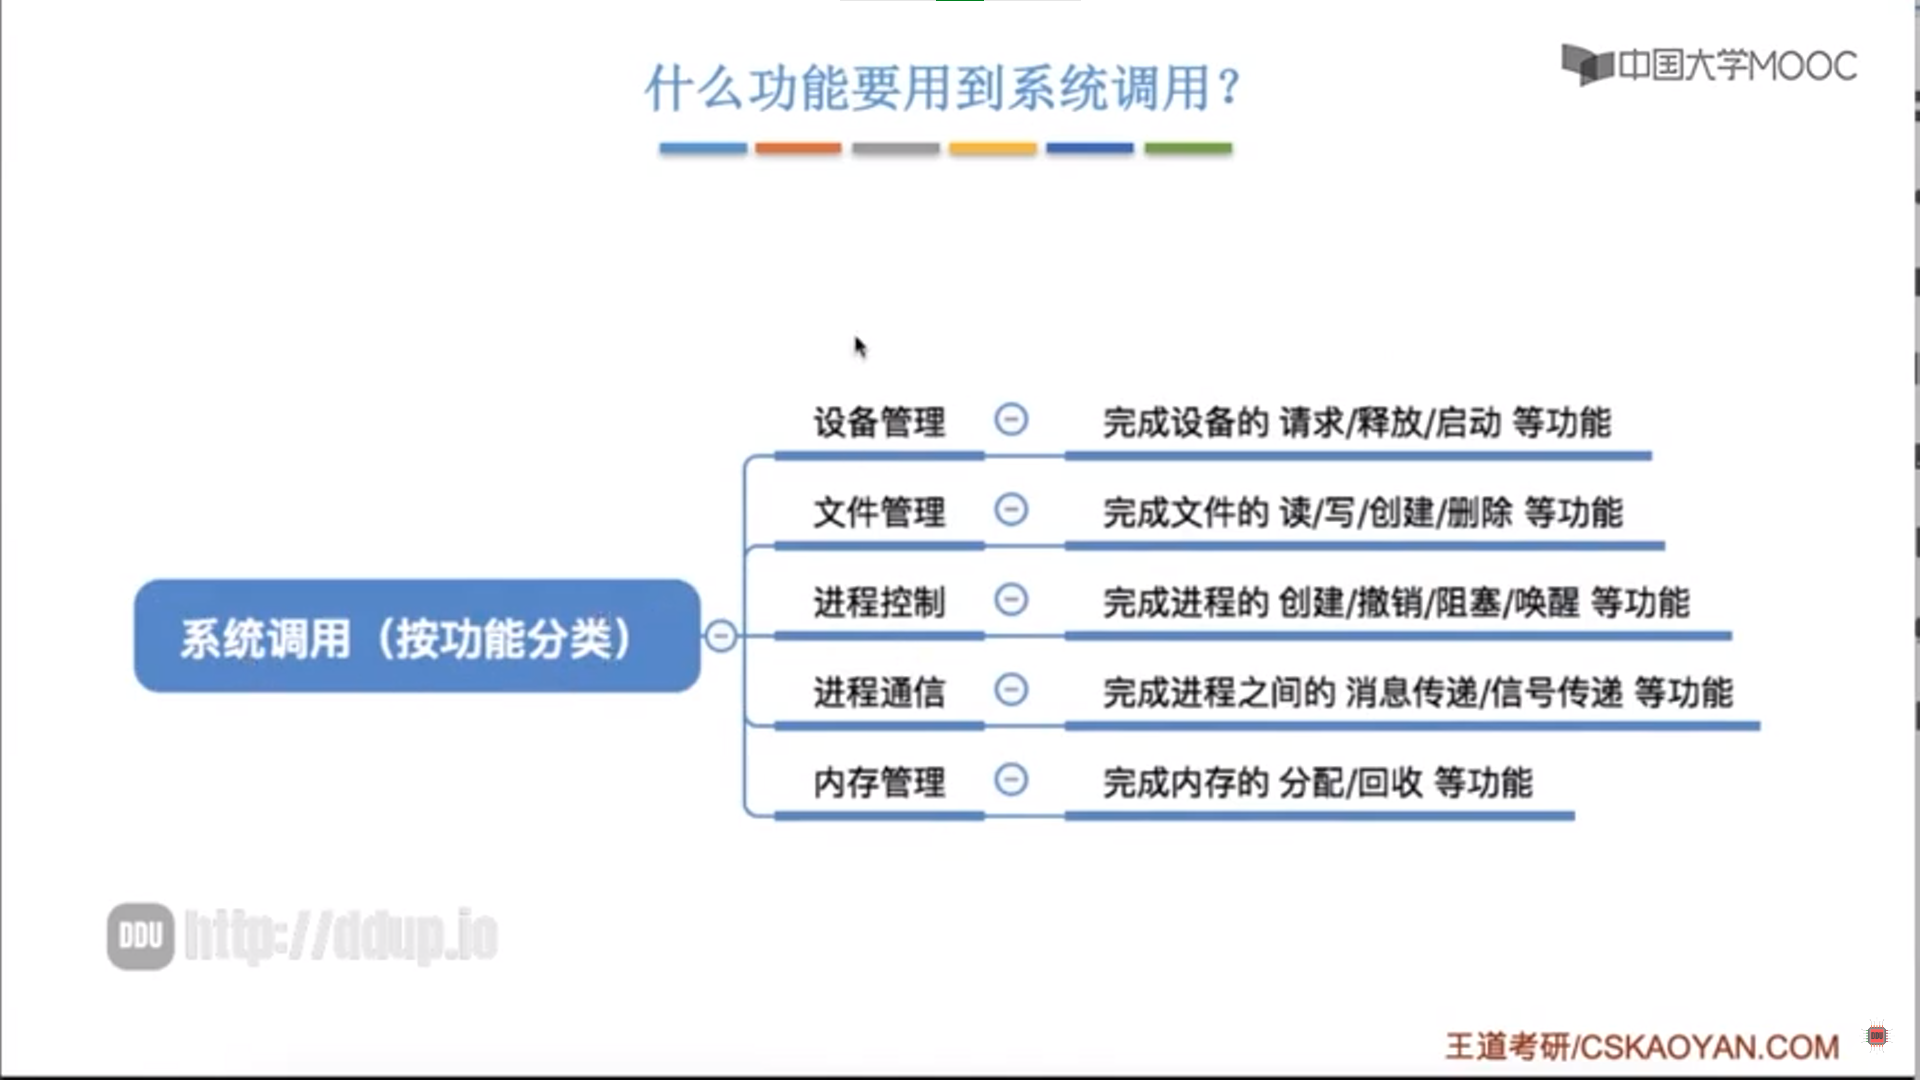 中国大学MOOC
什么功能要用到系统调用？
设备管理 完成设备的 请求/释放/启动 等功能
文件管理 完成文件的 读/写/创建/删除 等功能
进程控制 完成进程的 创建/撤销/阻塞/唤醒 等功能
系统调用（按功能分类）
进程通信 完成进程之间的 消息传递/信号传递 等功能
内存管理 完成内存的 分配/回收 等功能
DDU http://ddup.io
王道考研/CSKAOYAN.COM